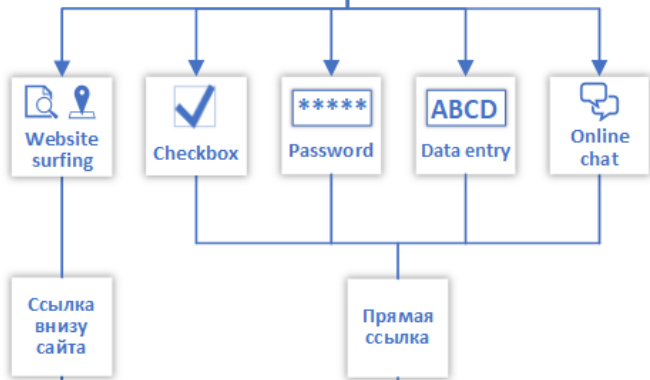 Website
surfing
Checkbox
*****
Password
ABCD
Data entry
Online
chat
Ссылка
внизу
сайта
Прямая
ссылка